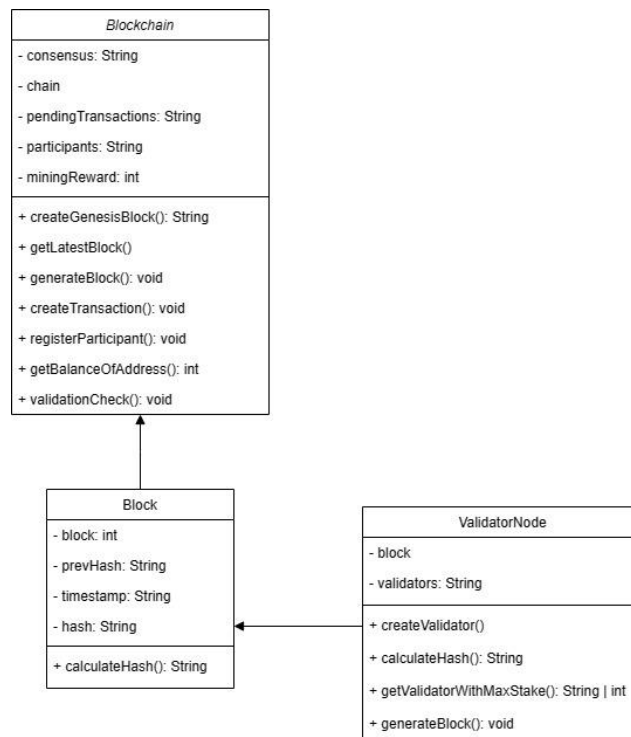 Blockchain
- consensus: String
- chain
- pendingTransactions: String
- participants: String
- miningReward: int
+ createGenesisBlock(): String
+ getLatestBlock()
+ generateBlock(): void
+ createTransaction(): void
+ registerParticipant(): void
+ getBalanceOfAddress(): int
+ validationCheck(): void
Block
- block: int
- prevHash: String
- timestamp: String
- hash: String
+ calculateHash(): String
ValidatorNode
- block
- validators: String
+ createValidator()
+ calculateHash(): String
+ getValidatorWithMaxStake(): String | int
+ generateBlock(): void